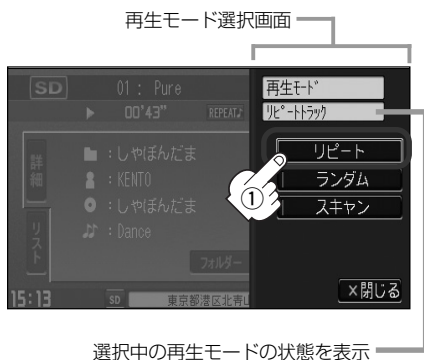 再生モード選択画面
SD 01: Pure
再生ﾓｰﾄﾞ
00'43" REPEAT♪
ﾘﾋﾟｰﾄﾄﾗｯｸ
詳細
:しゃぼんだま
リピート
:KENTO
ランダム
①
:しゃぼんだま
スキャン
リスト
:Dance
フォルダー
×閉じる
15:13 SD 東京都港区北青山
選択中の再生モードの状態を表示